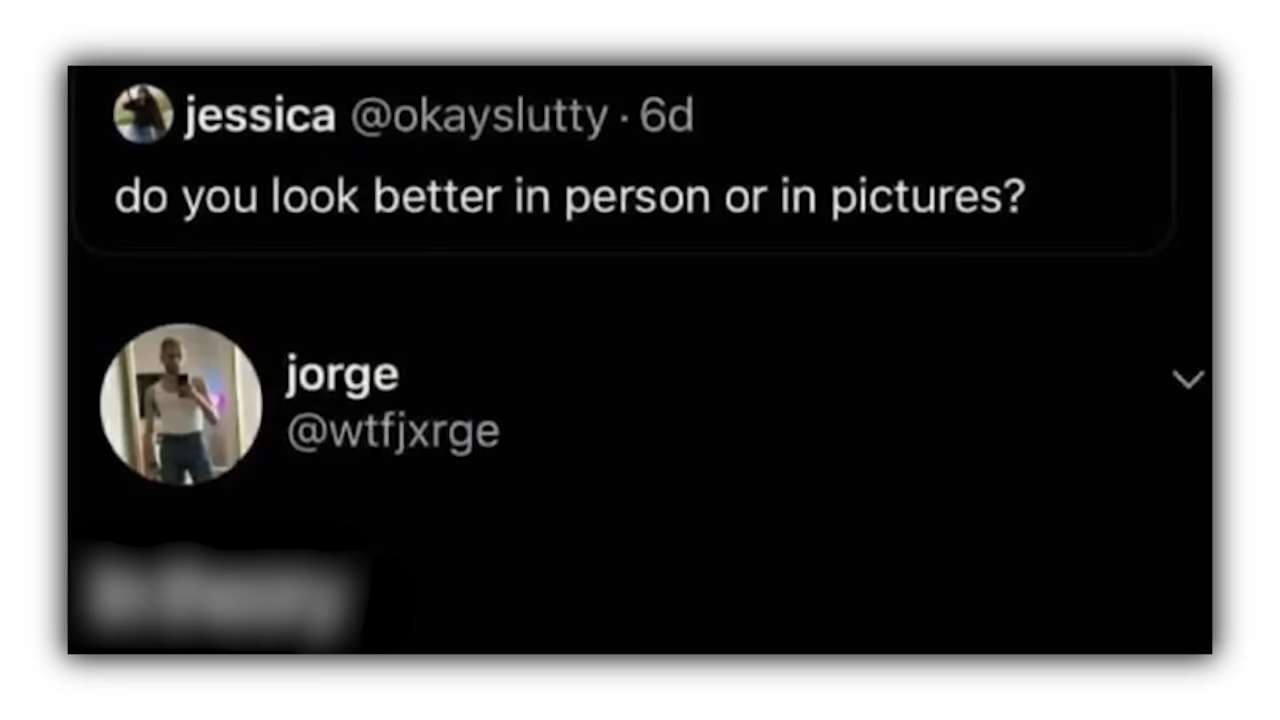 jessica @okayslutty · 6d
do you look better in person or in pictures?
jorge
@wtfjxrge